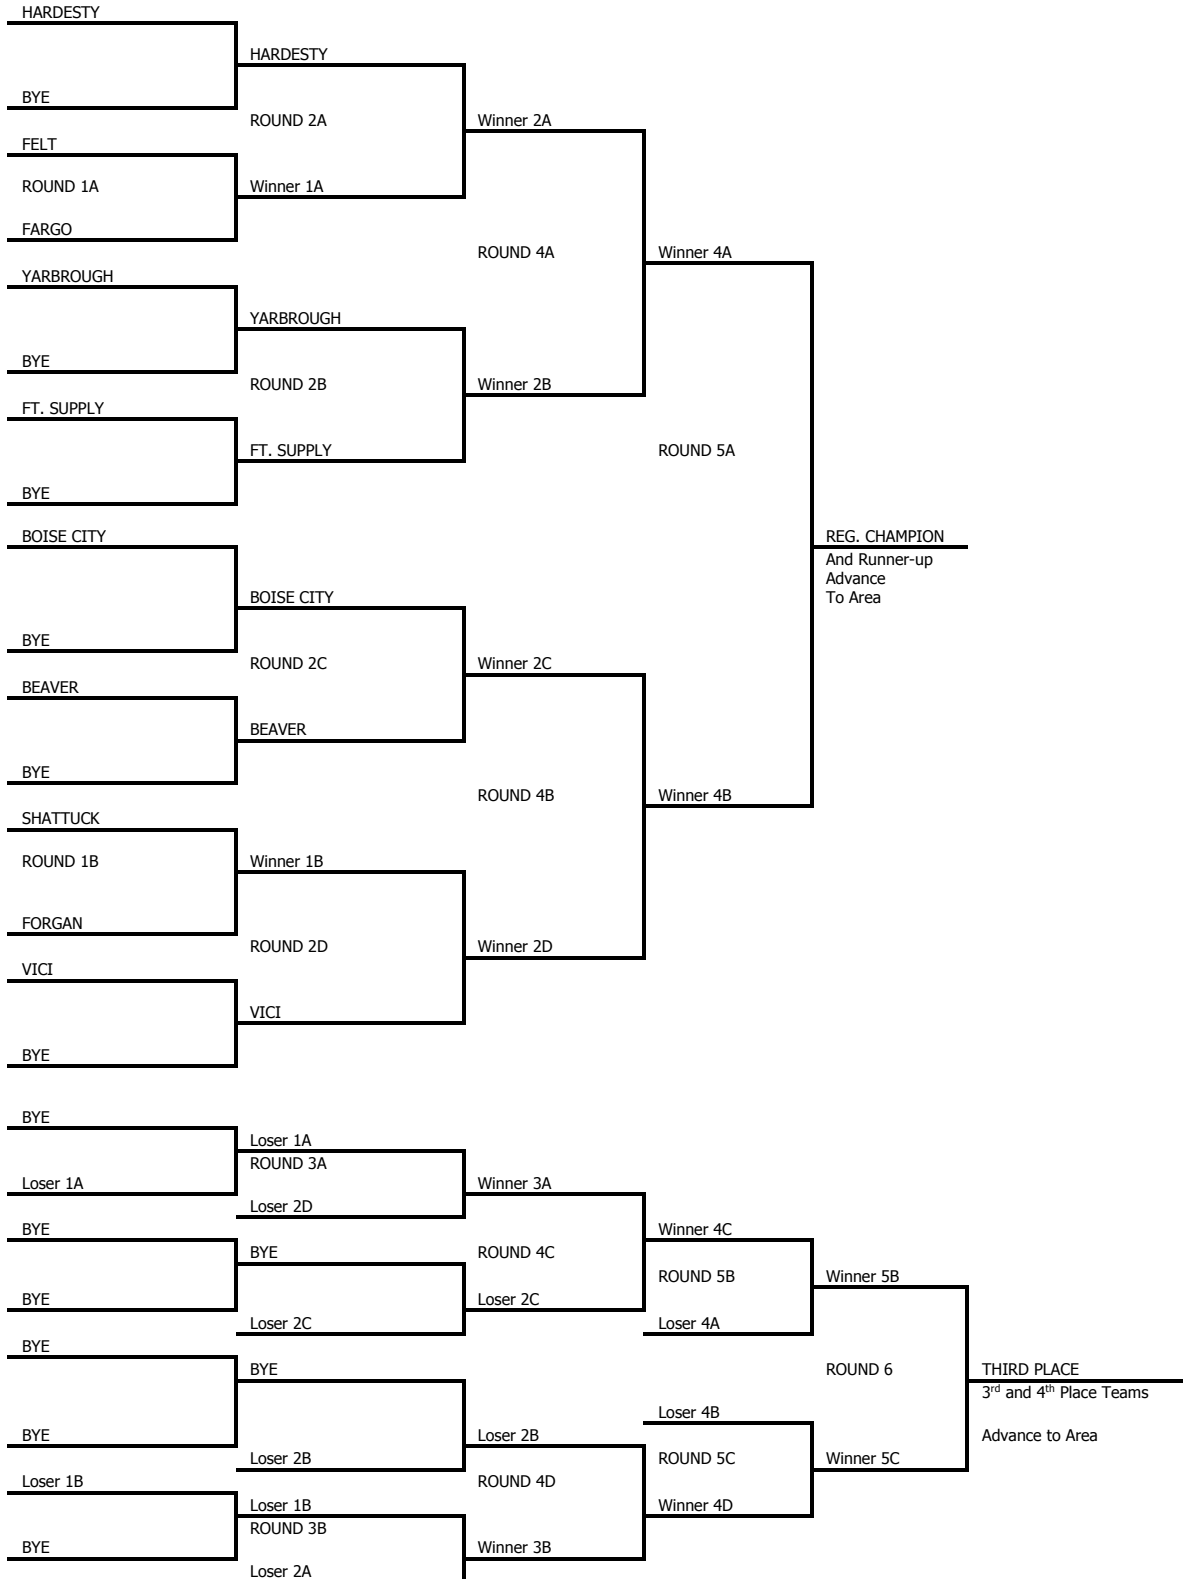 HARDESTY
HARDESTY
BYE
ROUND 2A
Winner 2A
FELT
ROUND 1A
Winner 1A
FARGO
ROUND 4A
Winner 4A
YARBROUGH
YARBROUGH
BYE
ROUND 2B
Winner 2B
FT. SUPPLY
FT. SUPPLY
ROUND 5A
BYE
BOISE CITY
REG. CHAMPION
And Runner-up
Advance
To Area
BOISE CITY
BYE
ROUND 2C
Winner 2C
BEAVER
BEAVER
BYE
ROUND 4B
Winner 4B
SHATTUCK
ROUND 1B
Winner 1B
FORGAN
ROUND 2D
Winner 2D
VICI
VICI
BYE
BYE
Loser 1A
ROUND 3A
Loser 1A
Winner 3A
Loser 2D
BYE
Winner 4C
BYE
ROUND 4C
ROUND 5B
Winner 5B
BYE
Loser 2C
Loser 2C
Loser 4A
BYE
BYE
ROUND 6
THIRD PLACE
3rd and 4th Place Teams
Loser 4B
BYE
Loser 2B
Advance to Area
Loser 2B
ROUND 5C
Winner 5C
Loser 1B
ROUND 4D
Loser 1B
Winner 4D
ROUND 3B
BYE
Winner 3B
Loser 2A